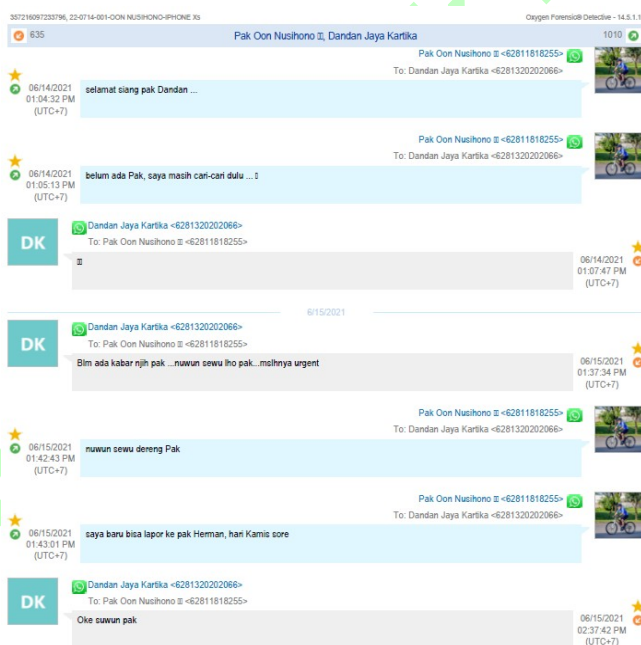 357216097233796, 22-0714-001-OON NUSIHONO-IPHONE Xs
Oxygen Forensic® Detective - 14.5.1.1
635
Pak Oon Nusihono, Dandan Jaya Kartika
1010
Pak Oon Nusihono <62811818255>
To: Dandan Jaya Kartika <6281320202066>
06/14/2021
01:04:32 PM
(UTC+7)
selamat siang pak Dandan ...
Pak Oon Nusihono <62811818255>
To: Dandan Jaya Kartika <6281320202066>
06/14/2021
01:05:13 PM
(UTC+7)
belum ada Pak, saya masih cari-cari dulu ...
DK
Dandan Jaya Kartika <6281320202066>
To: Pak Oon Nusihono <62811818255>
06/14/2021
01:07:47 PM
(UTC+7)
6/15/2021
DK
Dandan Jaya Kartika <6281320202066>
To: Pak Oon Nusihono <62811818255>
Blm ada kabar njih pak ...nuwun sewu lho pak...mslhnya urgent
06/15/2021
01:37:34 PM
(UTC+7)
Pak Oon Nusihono <62811818255>
To: Dandan Jaya Kartika <6281320202066>
06/15/2021
01:42:43 PM
(UTC+7)
nuwun sewu dereng Pak
Pak Oon Nusihono <62811818255>
To: Dandan Jaya Kartika <6281320202066>
06/15/2021
01:43:01 PM
(UTC+7)
saya baru bisa lapor ke pak Herman, hari Kamis sore
DK
Dandan Jaya Kartika <6281320202066>
To: Pak Oon Nusihono <62811818255>
Oke suwun pak
06/15/2021
02:37:42 PM
(UTC+7)